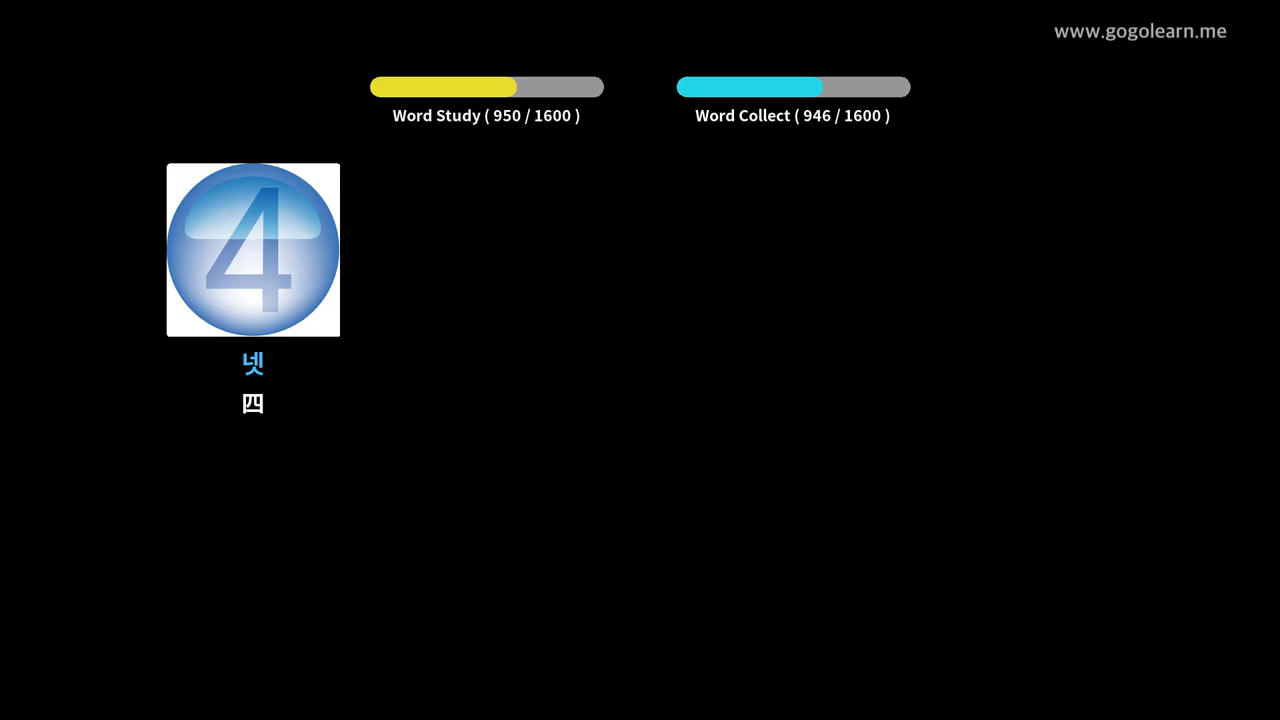 www.gogolearn.me
Word Study ( 950 / 1600 )
Word Collect ( 946 / 1600 )
4
넷
四